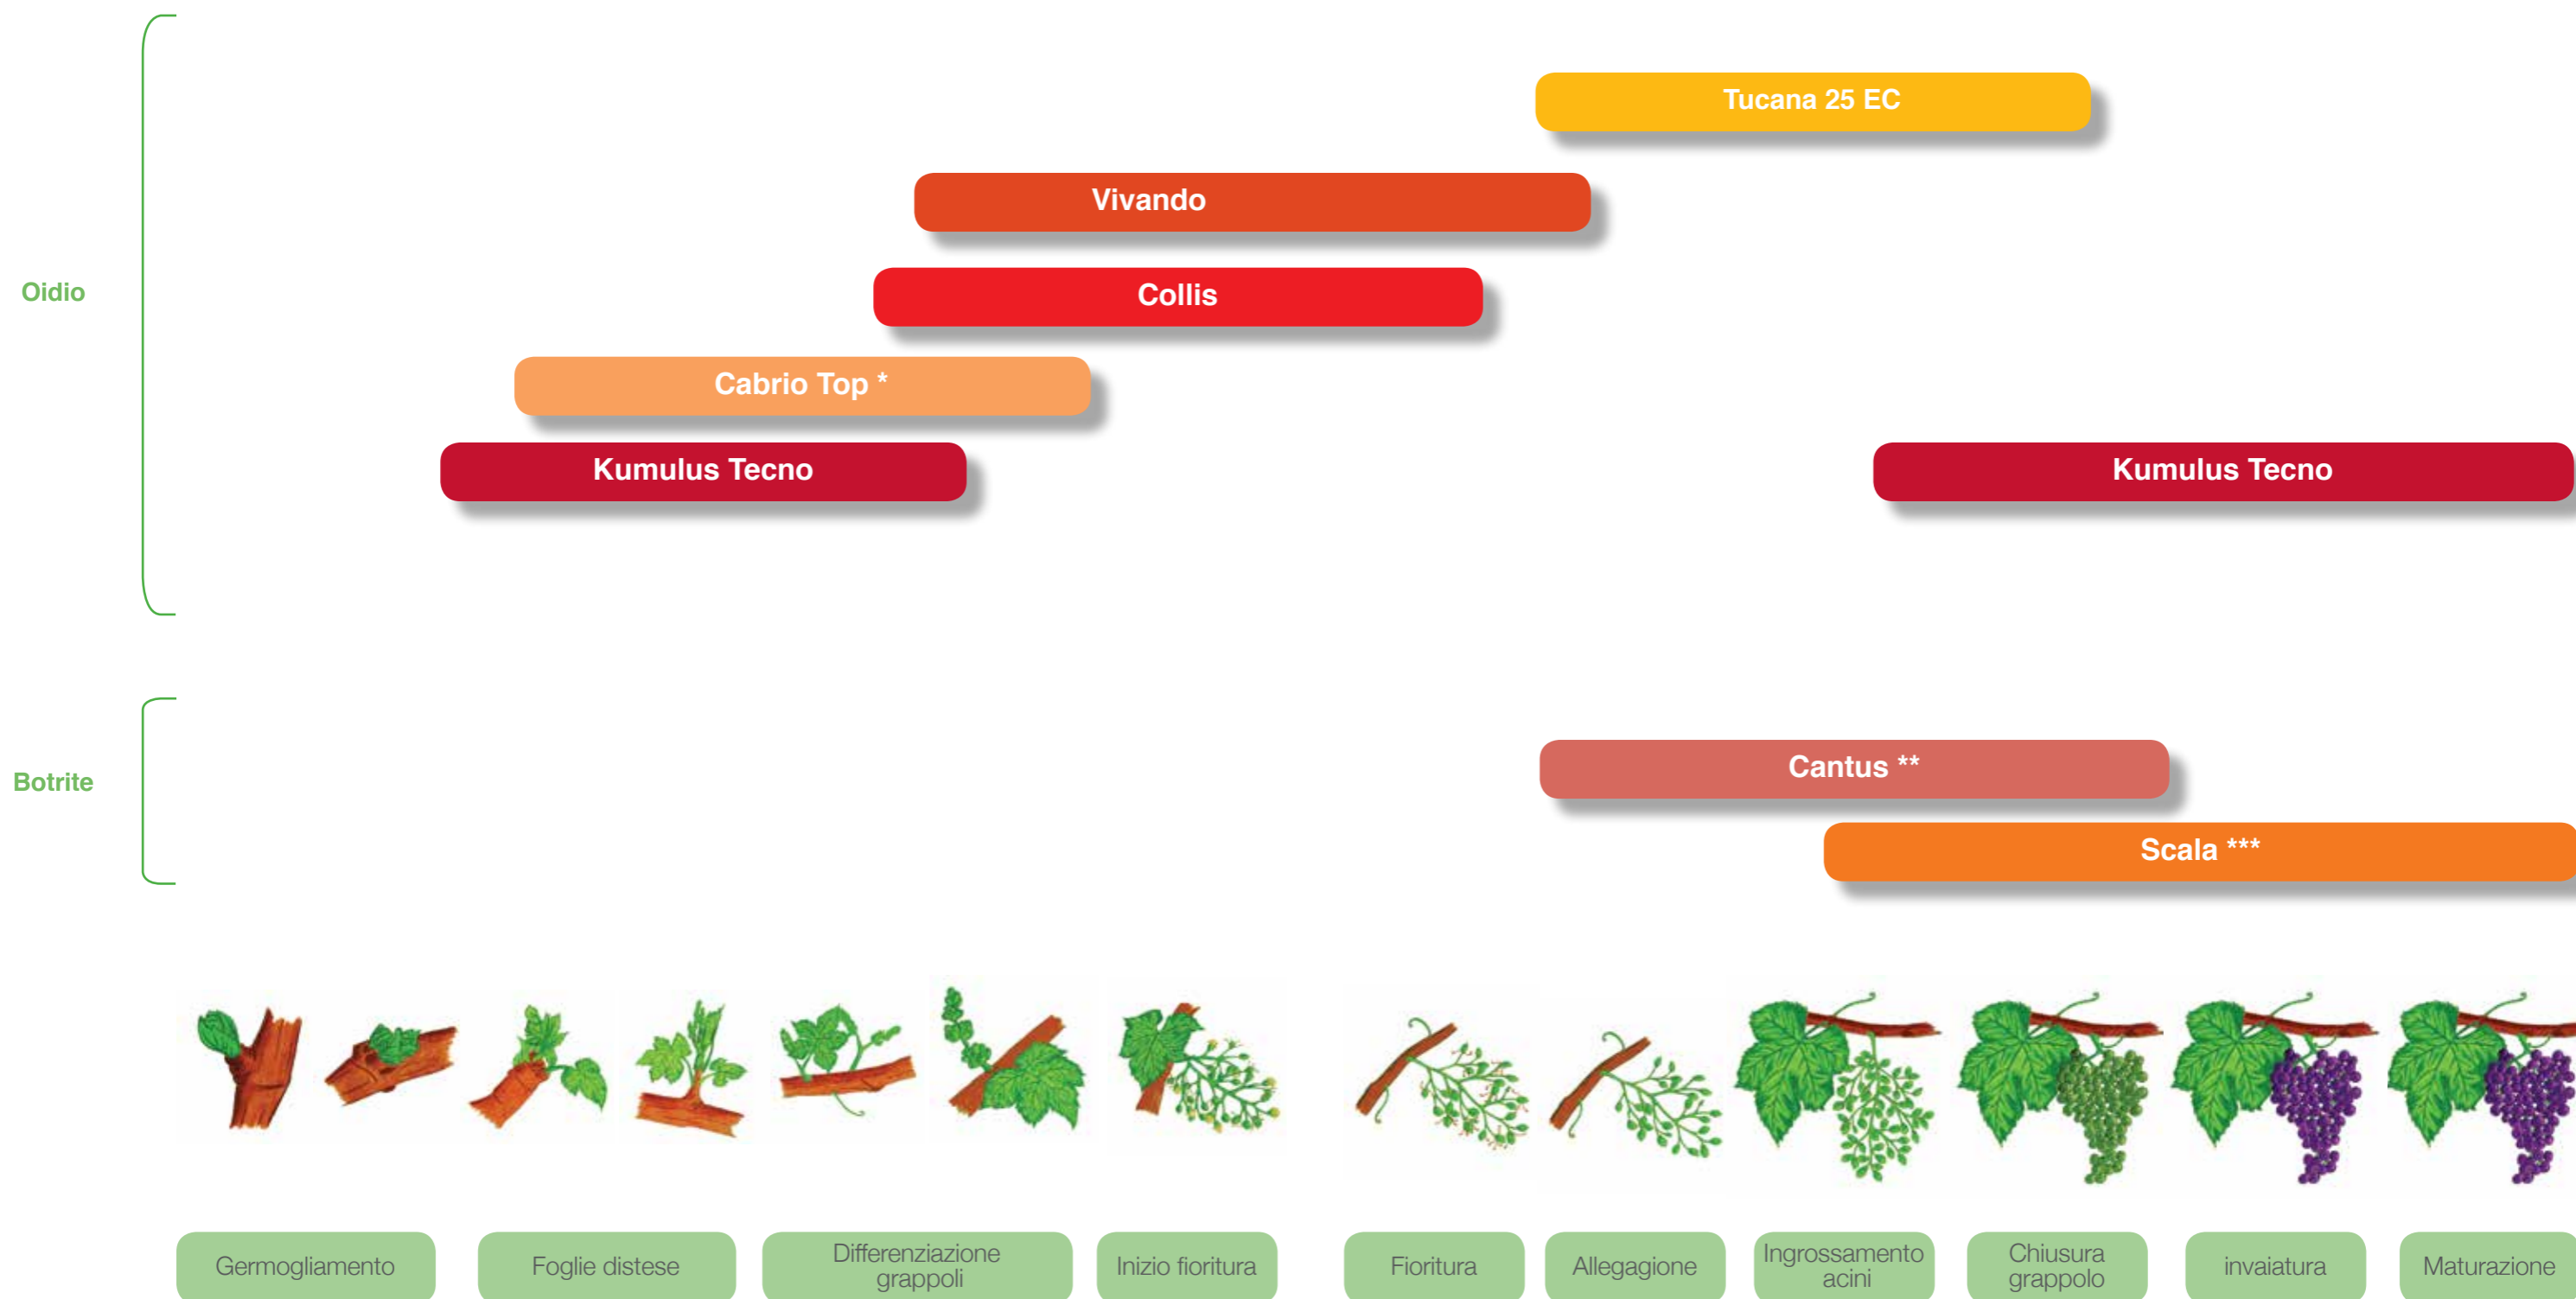 Tucana 25 EC
Vivando
Oidio
Collis
Cabrio Top *
Kumulus Tecno
Kumulus Tecno
Botrite
Cantus **
Scala ***
Germogliamento
Foglie distese
Differenziazione
grappoli
Inizio fioritura
Fioritura
Allegagione
Ingrossamento
acini
Chiusura
grappolo
invaiatura
Maturazione